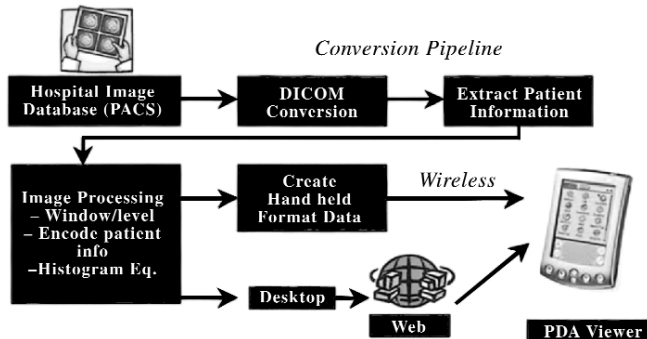 Conversion Pipeline
Hospital Image
Database (PACS)
DICOM
Conversion
Extract Patient
Information
Image Processing
– Window/level
– Encode patient
info
–Histogram Eq.
Create
Hand held
Format Data
Wireless
Desktop
Web
PDA Viewer